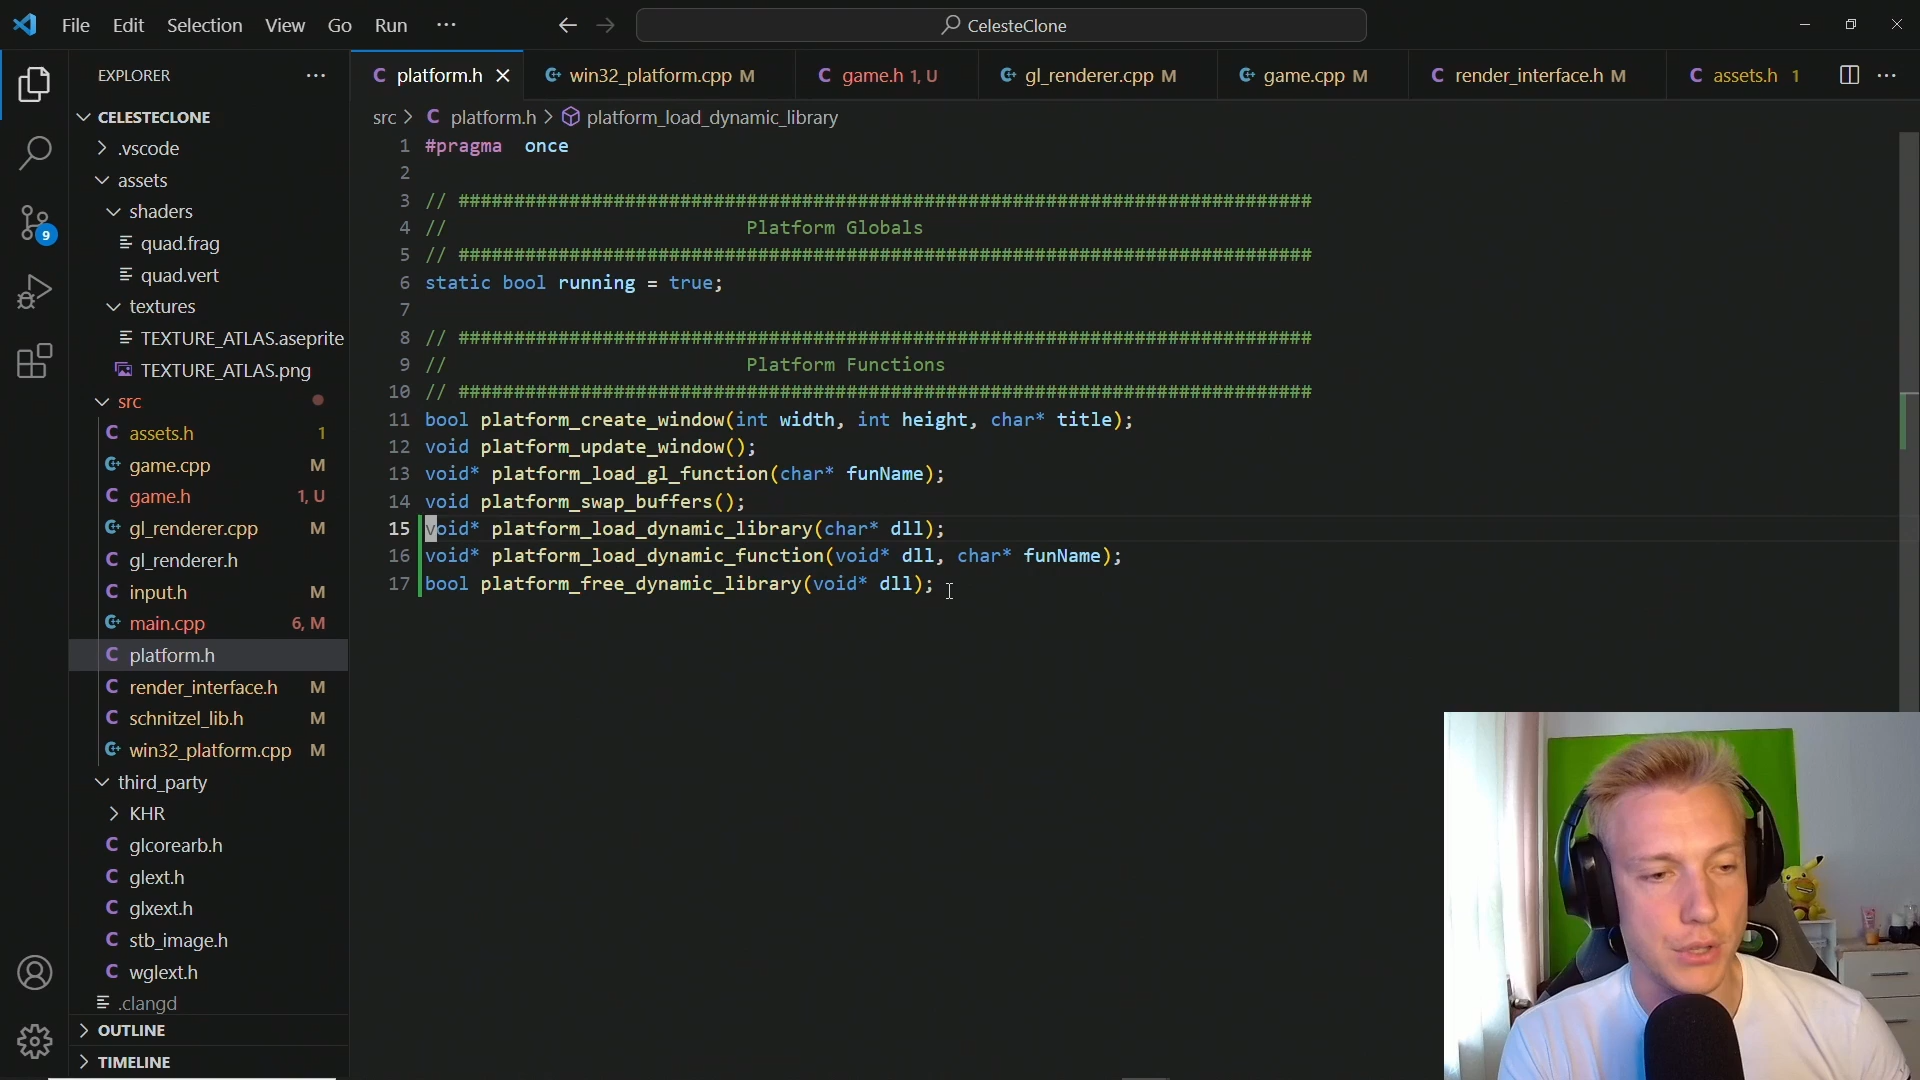 File Edit Selection View Go Run ··· CelesteClone
EXPLORER ···
platform.h win32_platform.cpp M game.h 1, U gl_renderer.cpp M game.cpp M render_interface.h M assets.h 1 ···
src > C platform.h > platform_load_dynamic_library
CELESTECLONE
.vscode
assets
shaders
quad.frag
quad.vert
textures
TEXTURE_ATLAS.aseprite
TEXTURE_ATLAS.png
src
assets.h 1
game.cpp M
game.h 1, U
gl_renderer.cpp M
gl_renderer.h
input.h M
main.cpp 6, M
platform.h
render_interface.h M
schnitzel_lib.h M
win32_platform.cpp M
third_party
KHR
glcorearb.h
glext.h
glxext.h
stb_image.h
wglext.h
.clangd
OUTLINE
TIMELINE
9
1 #pragma once
2
3 // #############################################################################
4 // Platform Globals
5 // #############################################################################
6 static bool running = true;
7
8 // #############################################################################
9 // Platform Functions
10 // #############################################################################
11 bool platform_create_window(int width, int height, char* title);
12 void platform_update_window();
13 void* platform_load_gl_function(char* funName);
14 void platform_swap_buffers();
15 void* platform_load_dynamic_library(char* dll);
16 void* platform_load_dynamic_function(void* dll, char* funName);
17 bool platform_free_dynamic_library(void* dll);